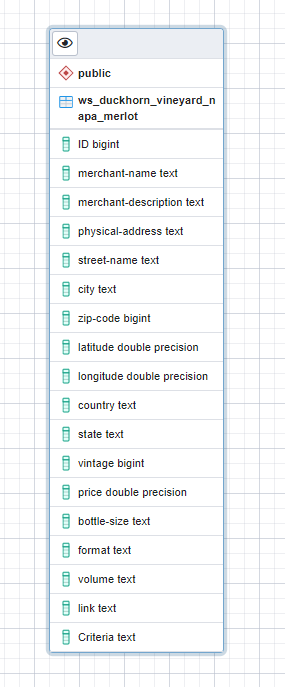 public
ws_duckhorn_vineyard_n
apa_merlot
ID bigint
merchant-name text
merchant-description text
physical-address text
street-name text
city text
zip-code bigint
latitude double precision
longitude double precision
country text
state text
vintage bigint
price double precision
bottle-size text
format text
volume text
link text
Criteria text